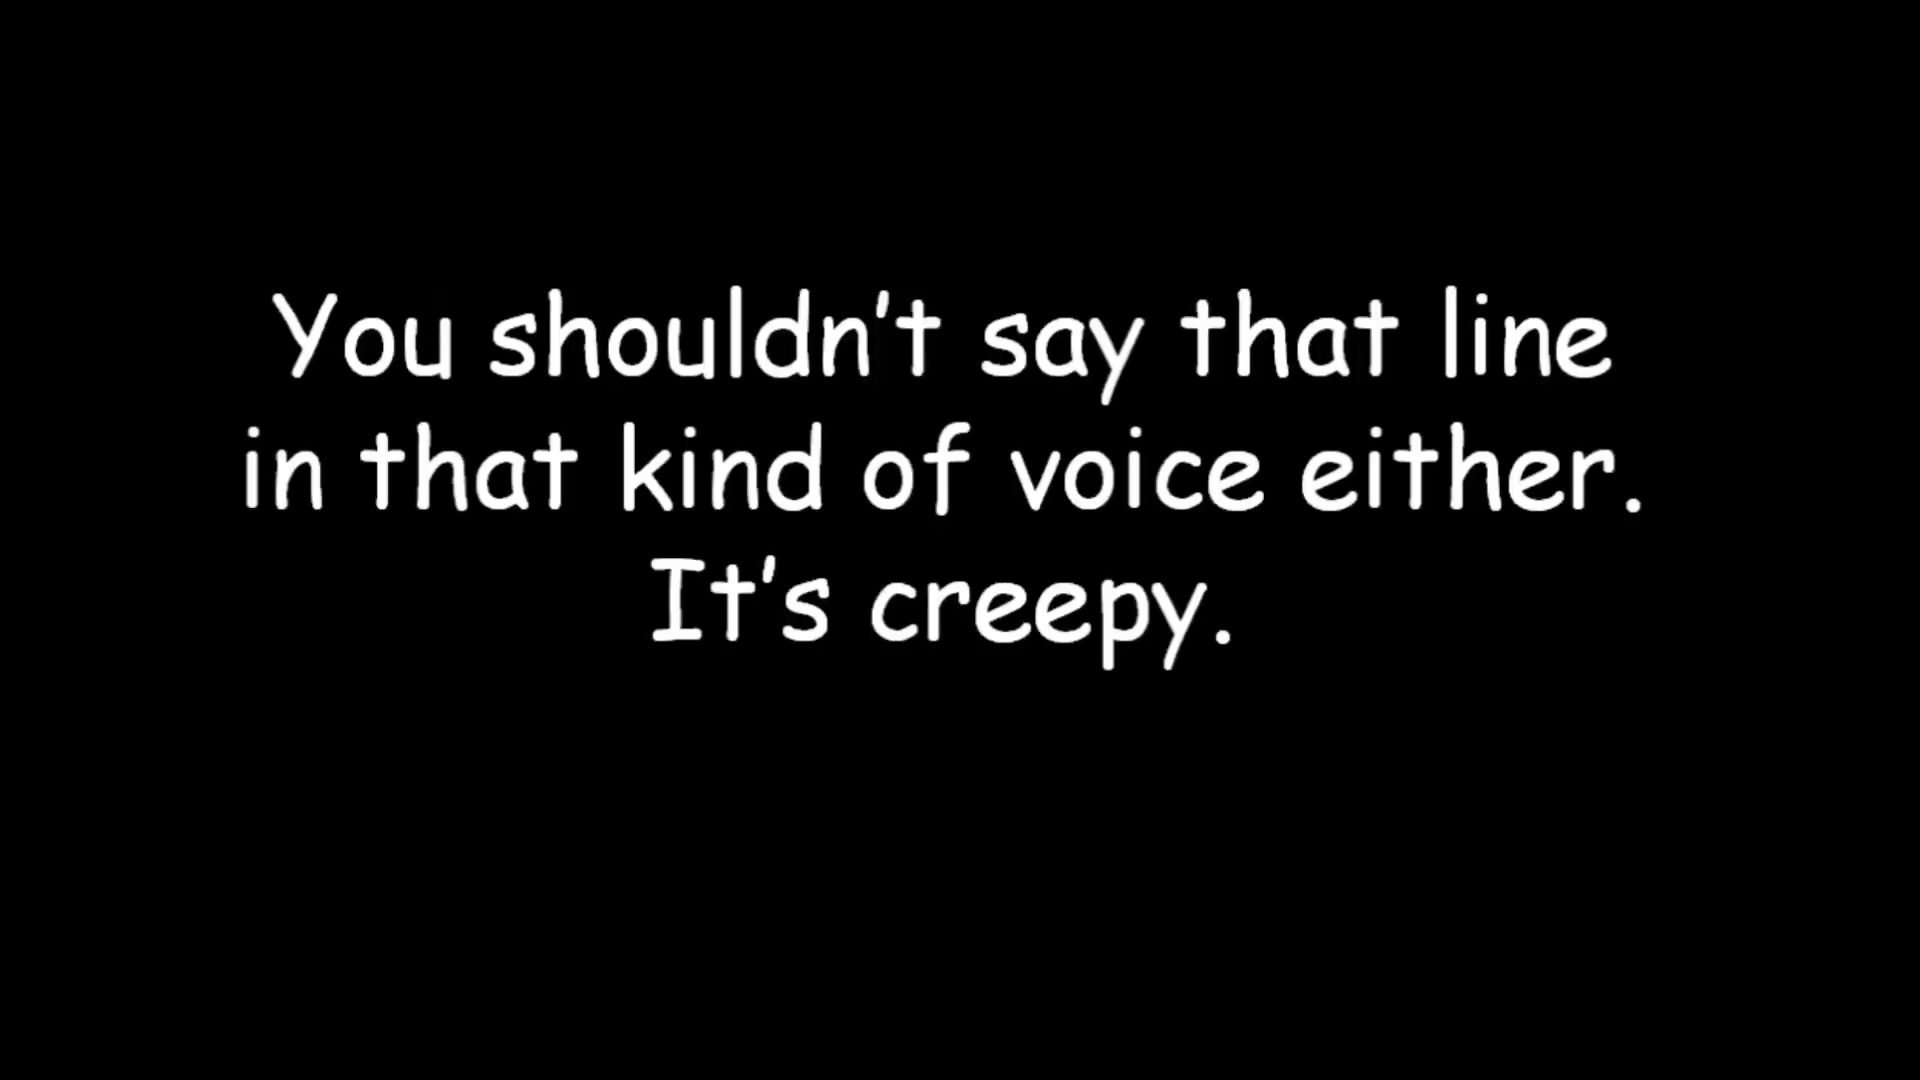 You shouldn't say that line
in that kind of voice either.
It's creepy.